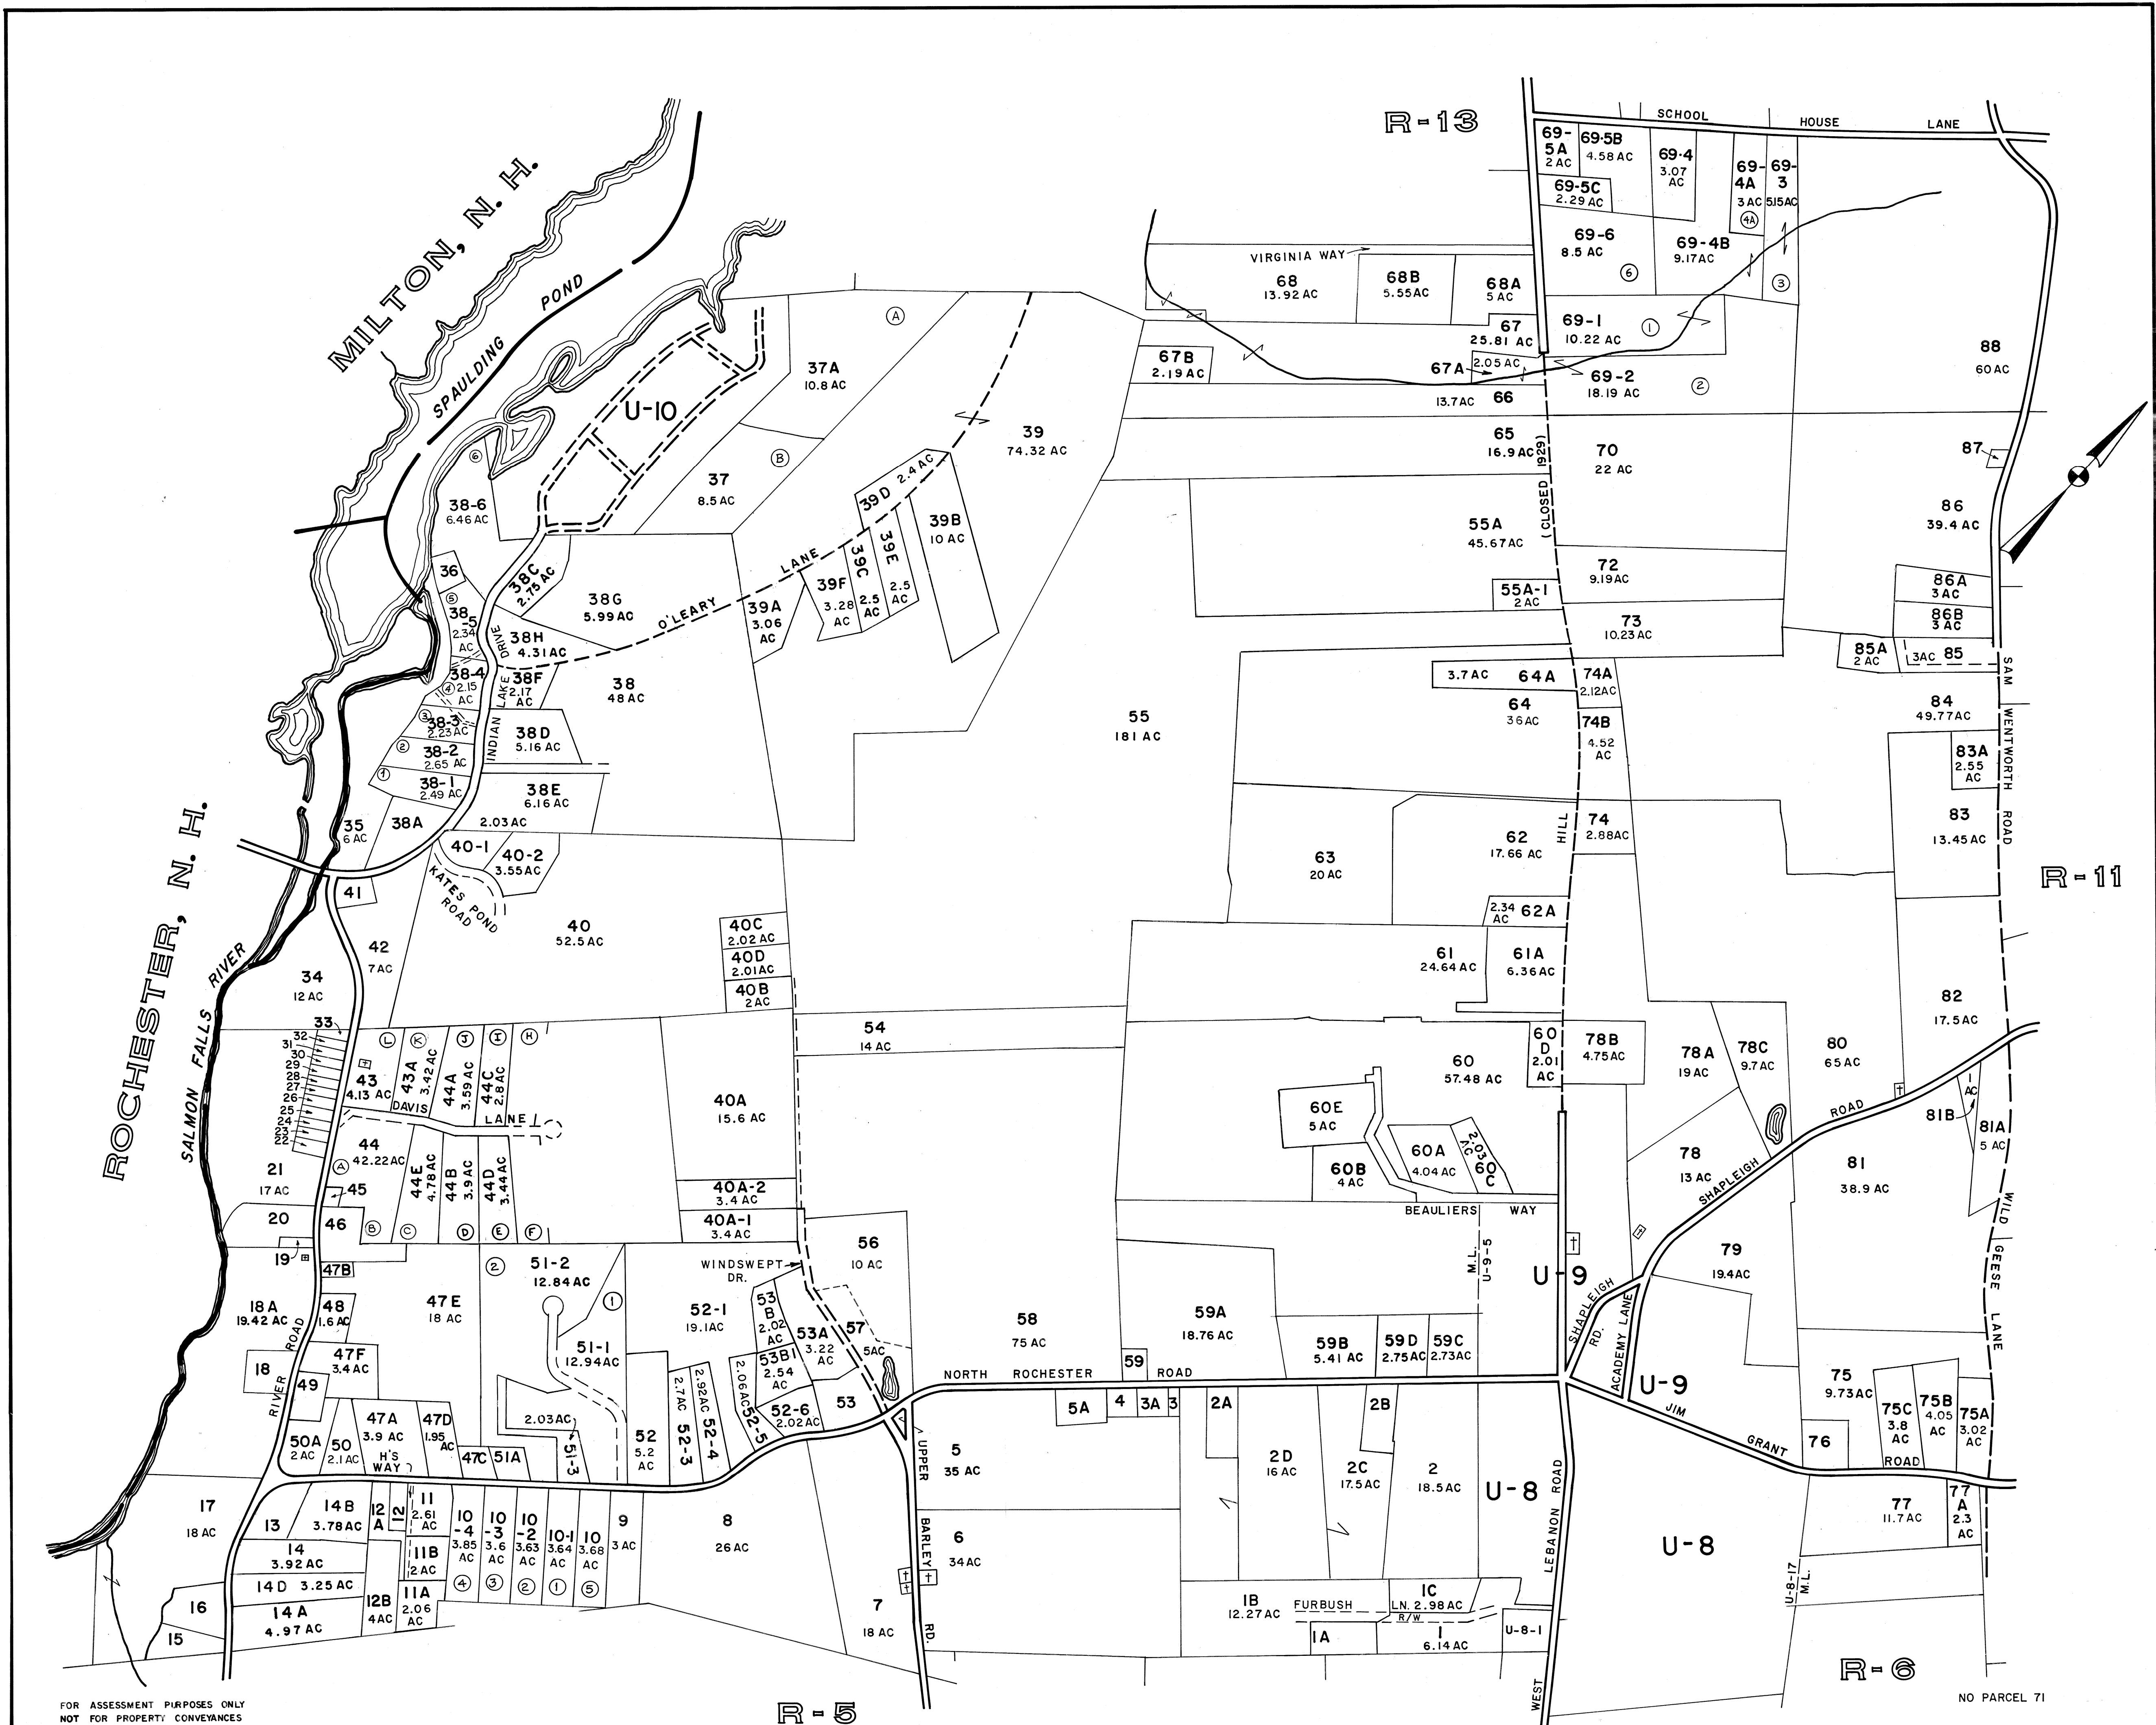 R-13
MILTON, N. H.
SPAULDING POND
SCHOOL HOUSE LANE
69-5A
2 AC
69-5B
4.58 AC
69-4
3.07 AC
69-4A
3 AC
4A
69-3
5.15 AC
3
69-5C
2.29 AC
69-6
8.5 AC
6
69-4B
9.17 AC
VIRGINIA WAY
68
13.92 AC
68B
5.55 AC
68A
5 AC
67
25.81 AC
69-1
10.22 AC
1
67B
2.19 AC
67A
2.05 AC
69-2
18.19 AC
2
88
60 AC
13.7 AC 66
65
16.9 AC
(CLOSED 1929)
70
22 AC
87
86
39.4 AC
U-10
37A
10.8 AC
A
37
8.5 AC
B
39
74.32 AC
39D 2.4 AC
39B
10 AC
39E
2.5 AC
39C
2.5 AC
39F
3.28 AC
39A
3.06 AC
O'LEARY LANE
6
38-6
6.46 AC
36
38C
2.75 AC
38G
5.99 AC
5
38-5
2.34 AC
38H
4.31 AC
38-4
2.15 AC
4
38F
2.17 AC
38
48 AC
3
38-3
2.23 AC
38D
5.16 AC
2
38-2
2.65 AC
INDIAN LAKE DRIVE
1
38-1
2.49 AC
38E
6.16 AC
38A
2.03 AC
35
6 AC
55A
45.67 AC
72
9.19 AC
55A-1
2 AC
73
10.23 AC
86A
3 AC
86B
3 AC
85A
2 AC
3 AC 85
SAM WENTWORTH ROAD
3.7 AC 64A
74A
2.12 AC
64
36 AC
74B
4.52 AC
84
49.77 AC
83A
2.55 AC
83
13.45 AC
55
181 AC
R-11
HILL
74
2.88 AC
62
17.66 AC
63
20 AC
2.34 AC 62A
61
24.64 AC
61A
6.36 AC
82
17.5 AC
ROCHESTER, N. H.
SALMON FALLS RIVER
40-1
40-2
3.55 AC
KATES POND ROAD
41
42
7 AC
40
52.5 AC
40C
2.02 AC
40D
2.01 AC
40B
2 AC
34
12 AC
33
32
31
30
29
28
27
26
25
24
23
22
L
K
J
I
H
43
4.13 AC
43A
3.42 AC
44A
3.59 AC
44C
2.8 AC
DAVIS LANE
44
42.22 AC
A
44E
4.78 AC
44B
3.9 AC
44D
3.44 AC
B
C
D
E
F
54
14 AC
40A
15.6 AC
40A-2
3.4 AC
40A-1
3.4 AC
60
57.48 AC
60D
2.01 AC
78B
4.75 AC
78A
19 AC
78C
9.7 AC
80
65 AC
60E
5 AC
60A
4.04 AC
2.03 AC
60C
60B
4 AC
BEAULIERS WAY
M.L.
U-9-5
SHAPLEIGH ROAD
78
13 AC
1 AC
81B
81A
5 AC
81
38.9 AC
WILD GEESE LANE
21
17 AC
45
20
46
19
47B
56
10 AC
WINDSWEPT DR.
2
51-2
12.84 AC
1
18A
19.42 AC
48
1.6 AC
47E
18 AC
52-1
19.1 AC
53B
2.02 AC
53A
3.22 AC
57
5 AC
58
75 AC
59A
18.76 AC
U-9
79
19.4 AC
SHAPLEIGH RD.
ACADEMY LANE
RIVER ROAD
18
47F
3.4 AC
49
51-1
12.94 AC
53B1
2.54 AC
59
59B
5.41 AC
59D
2.75 AC
59C
2.73 AC
NORTH ROCHESTER ROAD
U-9
JIM GRANT ROAD
75
9.73 AC
75C
3.8 AC
75B
4.05 AC
75A
3.02 AC
76
50A
2 AC
50
2.1 AC
47A
3.9 AC
H'S WAY
47D
1.95 AC
47C
51A
2.03 AC
51-3
52
5.2 AC
2.7 AC 52-3
2.92 AC 52-4
2.06 AC 52-5
52-6
2.02 AC
53
5A
4
3A
3
2A
2B
5
35 AC
2D
16 AC
2C
17.5 AC
2
18.5 AC
U-8
U-8
77
11.7 AC
77A
2.3 AC
17
18 AC
13
14B
3.78 AC
12A
12
11
2.61 AC
10-4
3.85 AC
4
10-3
3.6 AC
3
10-2
3.63 AC
2
10-1
3.64 AC
1
10
3.68 AC
5
9
3 AC
8
26 AC
UPPER BARLEY RD.
6
34 AC
WEST LEBANON ROAD
14
3.92 AC
14D 3.25 AC
14A
4.97 AC
11B
2 AC
12B
4 AC
11A
2.06 AC
16
15
7
18 AC
1B
12.27 AC
FURBUSH LN.
1C
2.98 AC
R/W
1A
1
6.14 AC
U-8-1
U-8-17
M.L.
R-6
R-5
NO PARCEL 71
FOR ASSESSMENT PURPOSES ONLY
NOT FOR PROPERTY CONVEYANCES